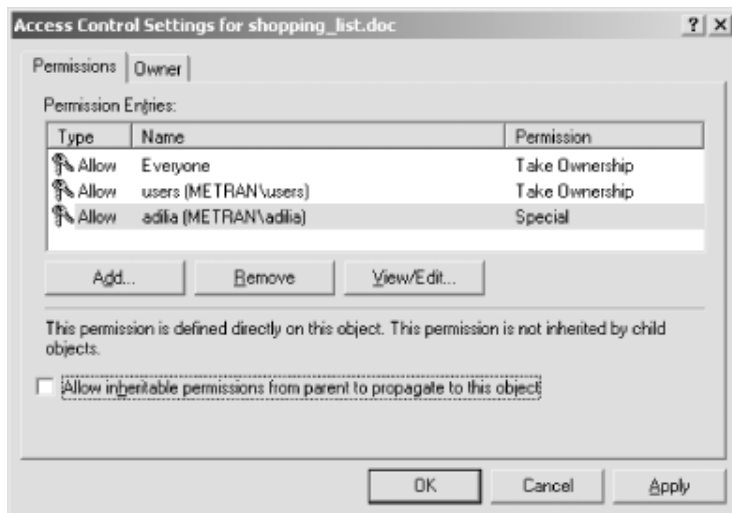 Access Control Settings for shopping_list.doc ? ×
Permissions Owner
Permission Entries:
Type Name Permission
Allow Everyone Take Ownership
Allow users (METRAN\users) Take Ownership
Allow adilia (METRAN\adilia) Special
Add... Remove View/Edit...
This permission is defined directly on this object. This permission is not inherited by child
objects.
Allow inheritable permissions from parent to propagate to this object
OK Cancel Apply